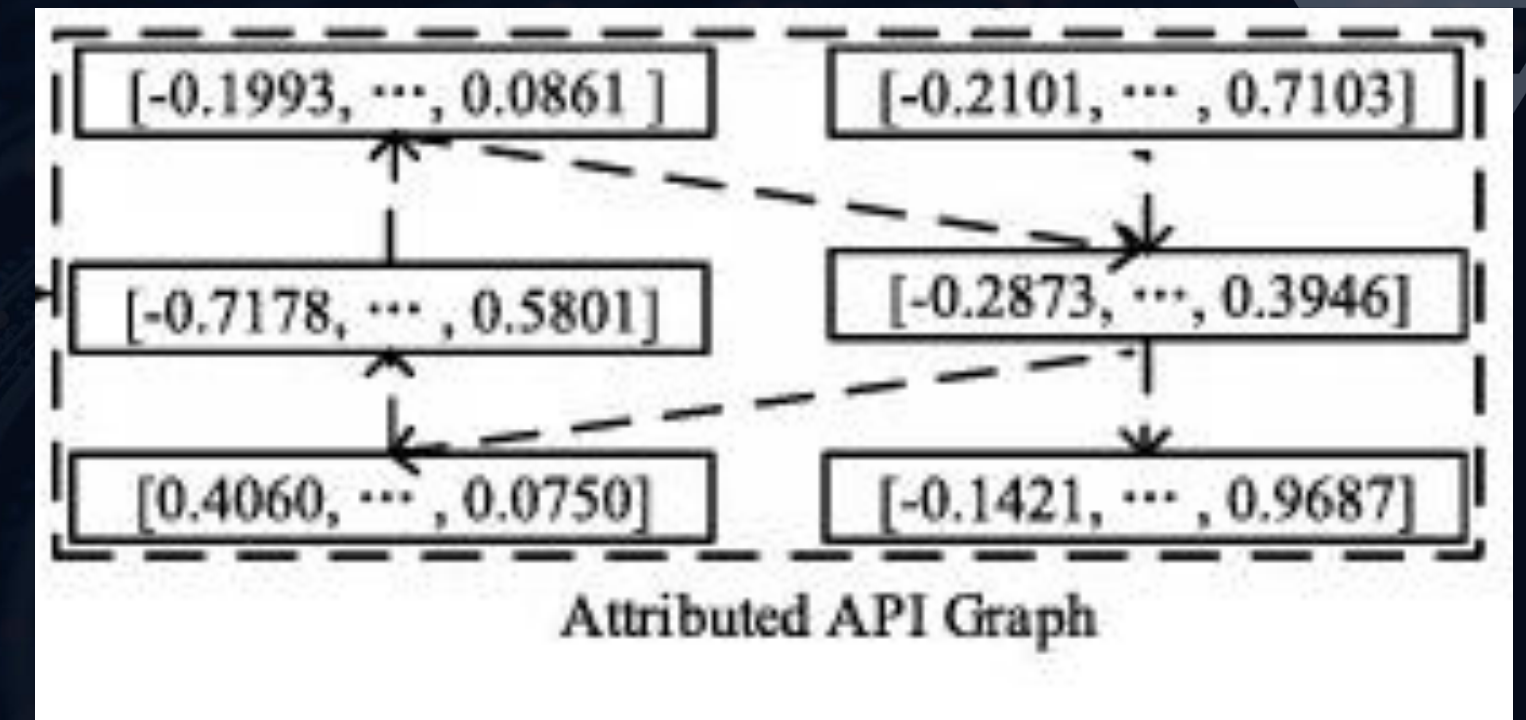 [-0.1993, ···, 0.0861 ]
[-0.2101, ··· , 0.7103]
[-0.7178, ··· , 0.5801]
[-0.2873, ···, 0.3946]
[0.4060, ··· , 0.0750]
[-0.1421, ··· , 0.9687]
Attributed API Graph